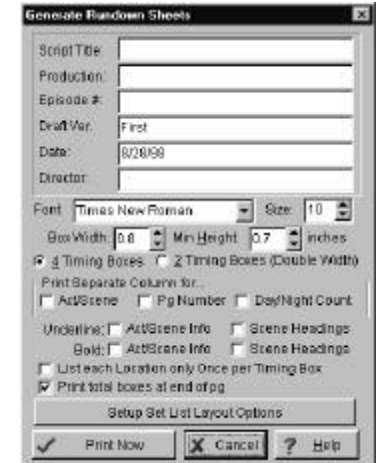 Generate Rundown Sheets
Script Title:
Production:
Episode #:
Draft Ver. First
Date: 8/28/98
Director:
Font Times New Roman Size: 10
Box Width: 0.8 Min Height 0.7 inches
4 Timing Boxes 2 Timing Boxes (Double Width)
Print Separate Column for...
Act/Scene Pg Number Day/Night Count
Underline: Act/Scene Info Scene Headings
Bold: Act/Scene Info Scene Headings
List each Location only Once per Timing Box
Print total boxes at end of pg
Setup Set List Layout Options
Print Now Cancel ? Help